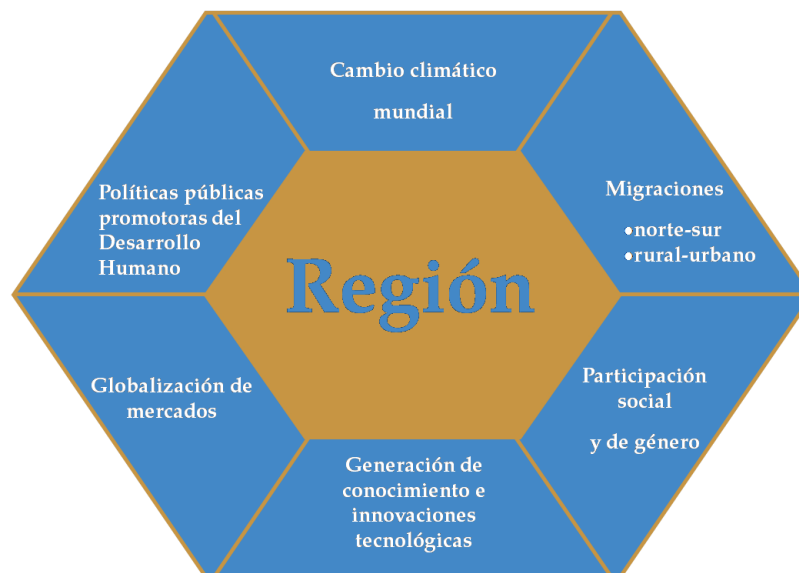 Cambio climático
mundial
Políticas públicas
promotoras del
Desarrollo
Humano
Migraciones
•norte-sur
•rural-urbano
Región
Globalización de
mercados
Participación
social
y de género
Generación de
conocimiento e
innovaciones
tecnológicas